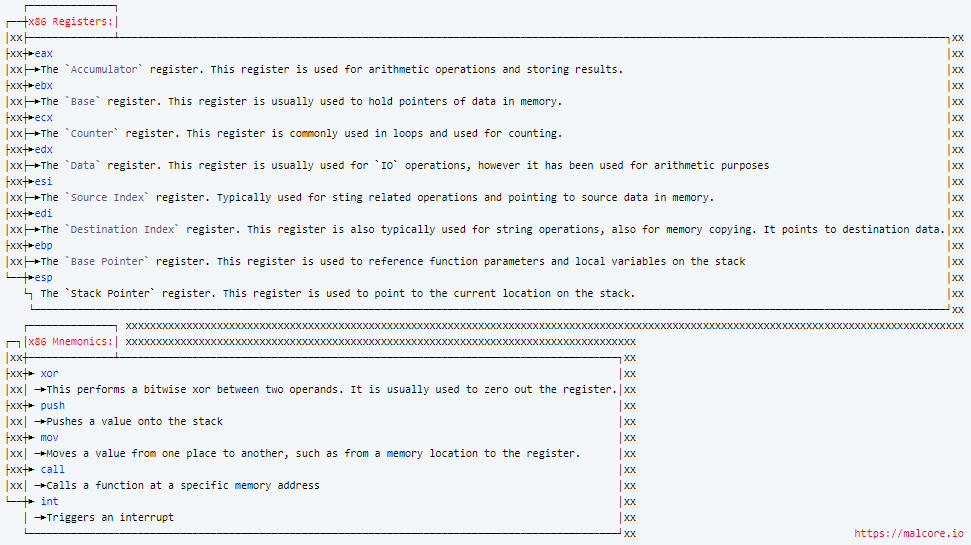 x86 Registers:
xx xx
xx eax xx
xx The `Accumulator` register. This register is used for arithmetic operations and storing results. xx
xx ebx xx
xx The `Base` register. This register is usually used to hold pointers of data in memory. xx
xx ecx xx
xx The `Counter` register. This register is commonly used in loops and used for counting. xx
xx edx xx
xx The `Data` register. This register is usually used for `IO` operations, however it has been used for arithmetic purposes xx
xx esi xx
xx The `Source Index` register. Typically used for sting related operations and pointing to source data in memory. xx
xx edi xx
xx The `Destination Index` register. This register is also typically used for string operations, also for memory copying. It points to destination data. xx
xx ebp xx
xx The `Base Pointer` register. This register is used to reference function parameters and local variables on the stack xx
esp xx
The `Stack Pointer` register. This register is used to point to the current location on the stack. xx
xx
xxxxxxxxxxxxxxxxxxxxxxxxxxxxxxxxxxxxxxxxxxxxxxxxxxxxxxxxxxxxxxxxxxxxxxxxxxxxxxxxxxxxxxxxxxxxxxxxxxxxxxxxxxxxxxxxxxxxxxxxxxxxxxxxxxxxxxxxxx
x86 Mnemonics: xxxxxxxxxxxxxxxxxxxxxxxxxxxxxxxxxxxxxxxxxxxxxxxxxxxxxxxxxxxxxxxxxxxxxxxxxxxxxxxxxxxx
xx xx
xx xor xx
xx This performs a bitwise xor between two operands. It is usually used to zero out the register. xx
xx push xx
xx Pushes a value onto the stack xx
xx mov xx
xx Moves a value from one place to another, such as from a memory location to the register. xx
xx call xx
xx Calls a function at a specific memory address xx
int xx
Triggers an interrupt xx
xx
https://malcore.io